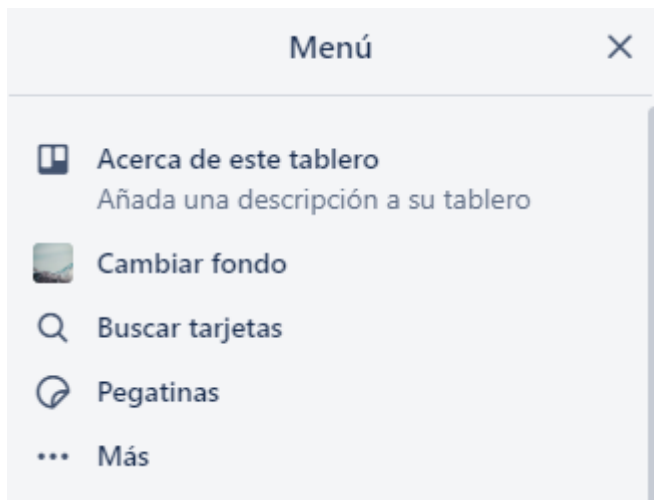 Menú
Acerca de este tablero
Añada una descripción a su tablero
Cambiar fondo
Buscar tarjetas
Pegatinas
Más